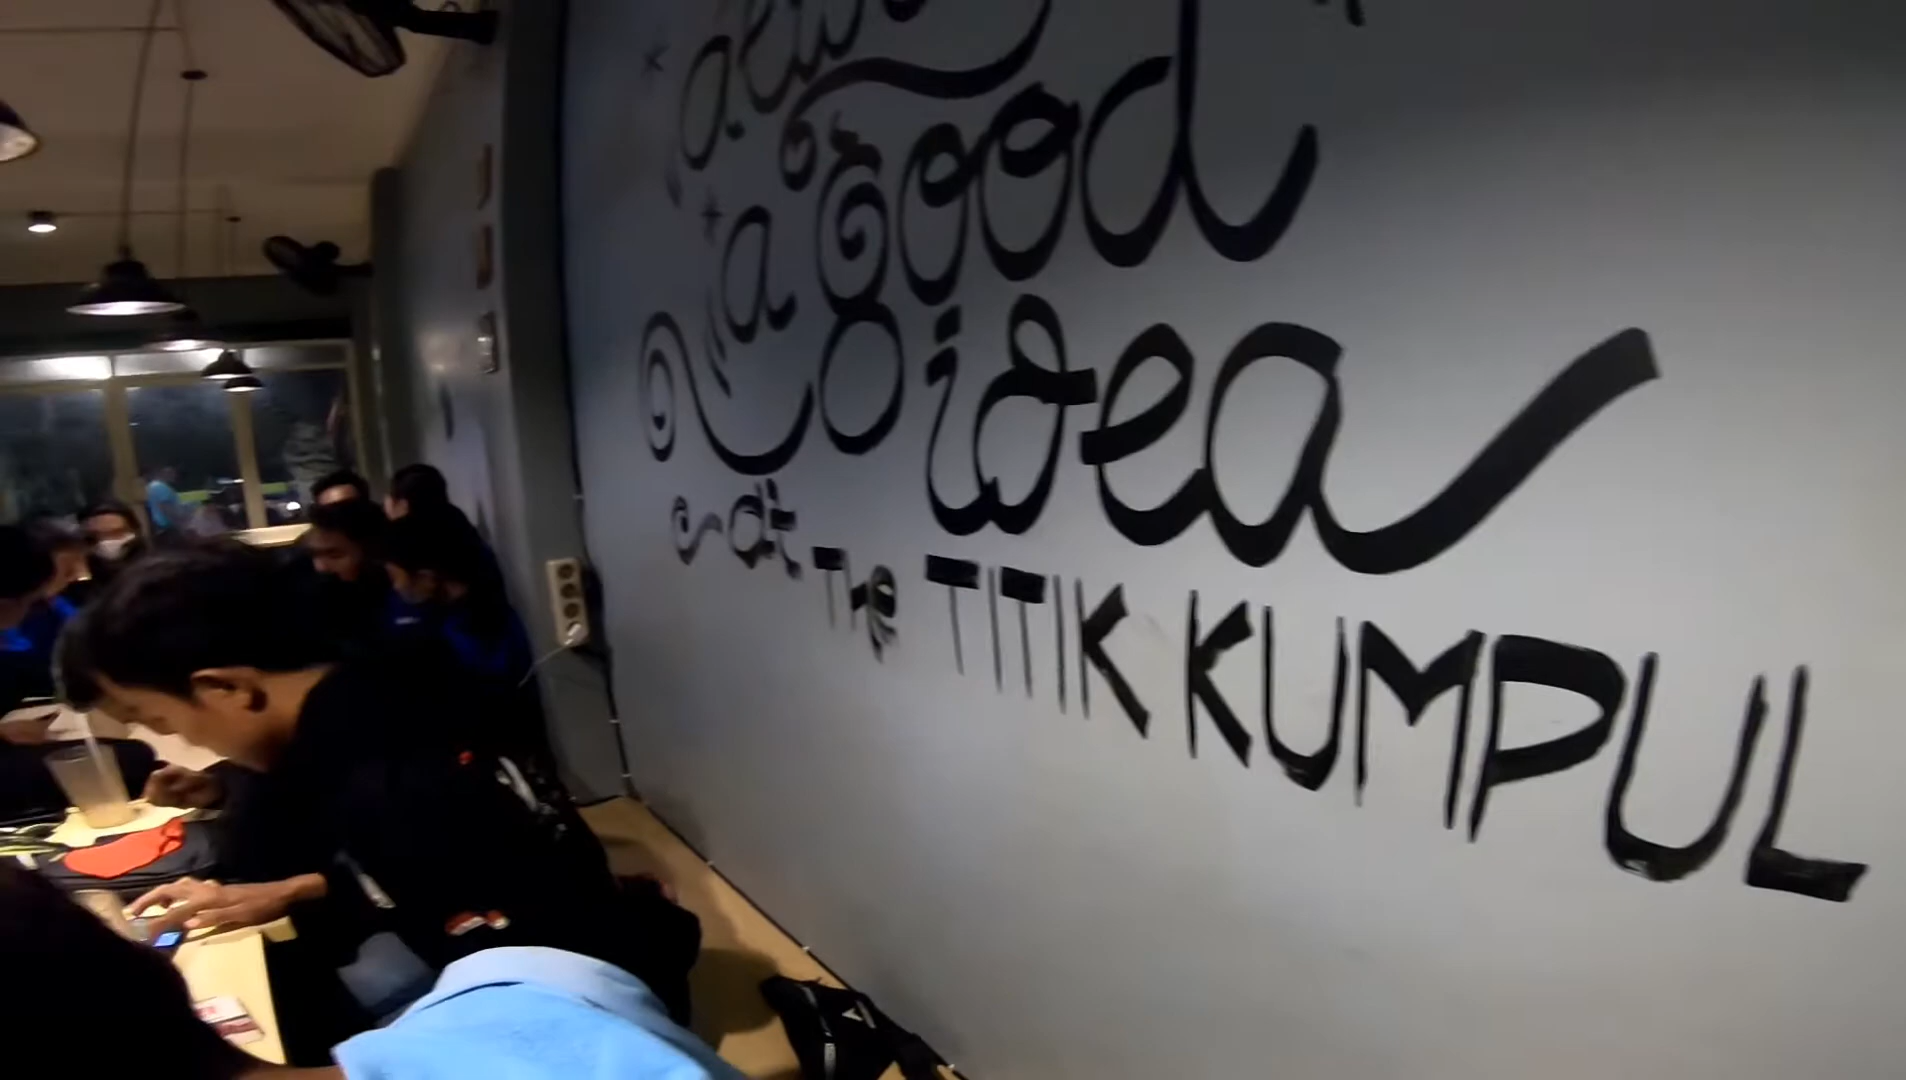 a good
idea
at THe TITIK KUMPUL